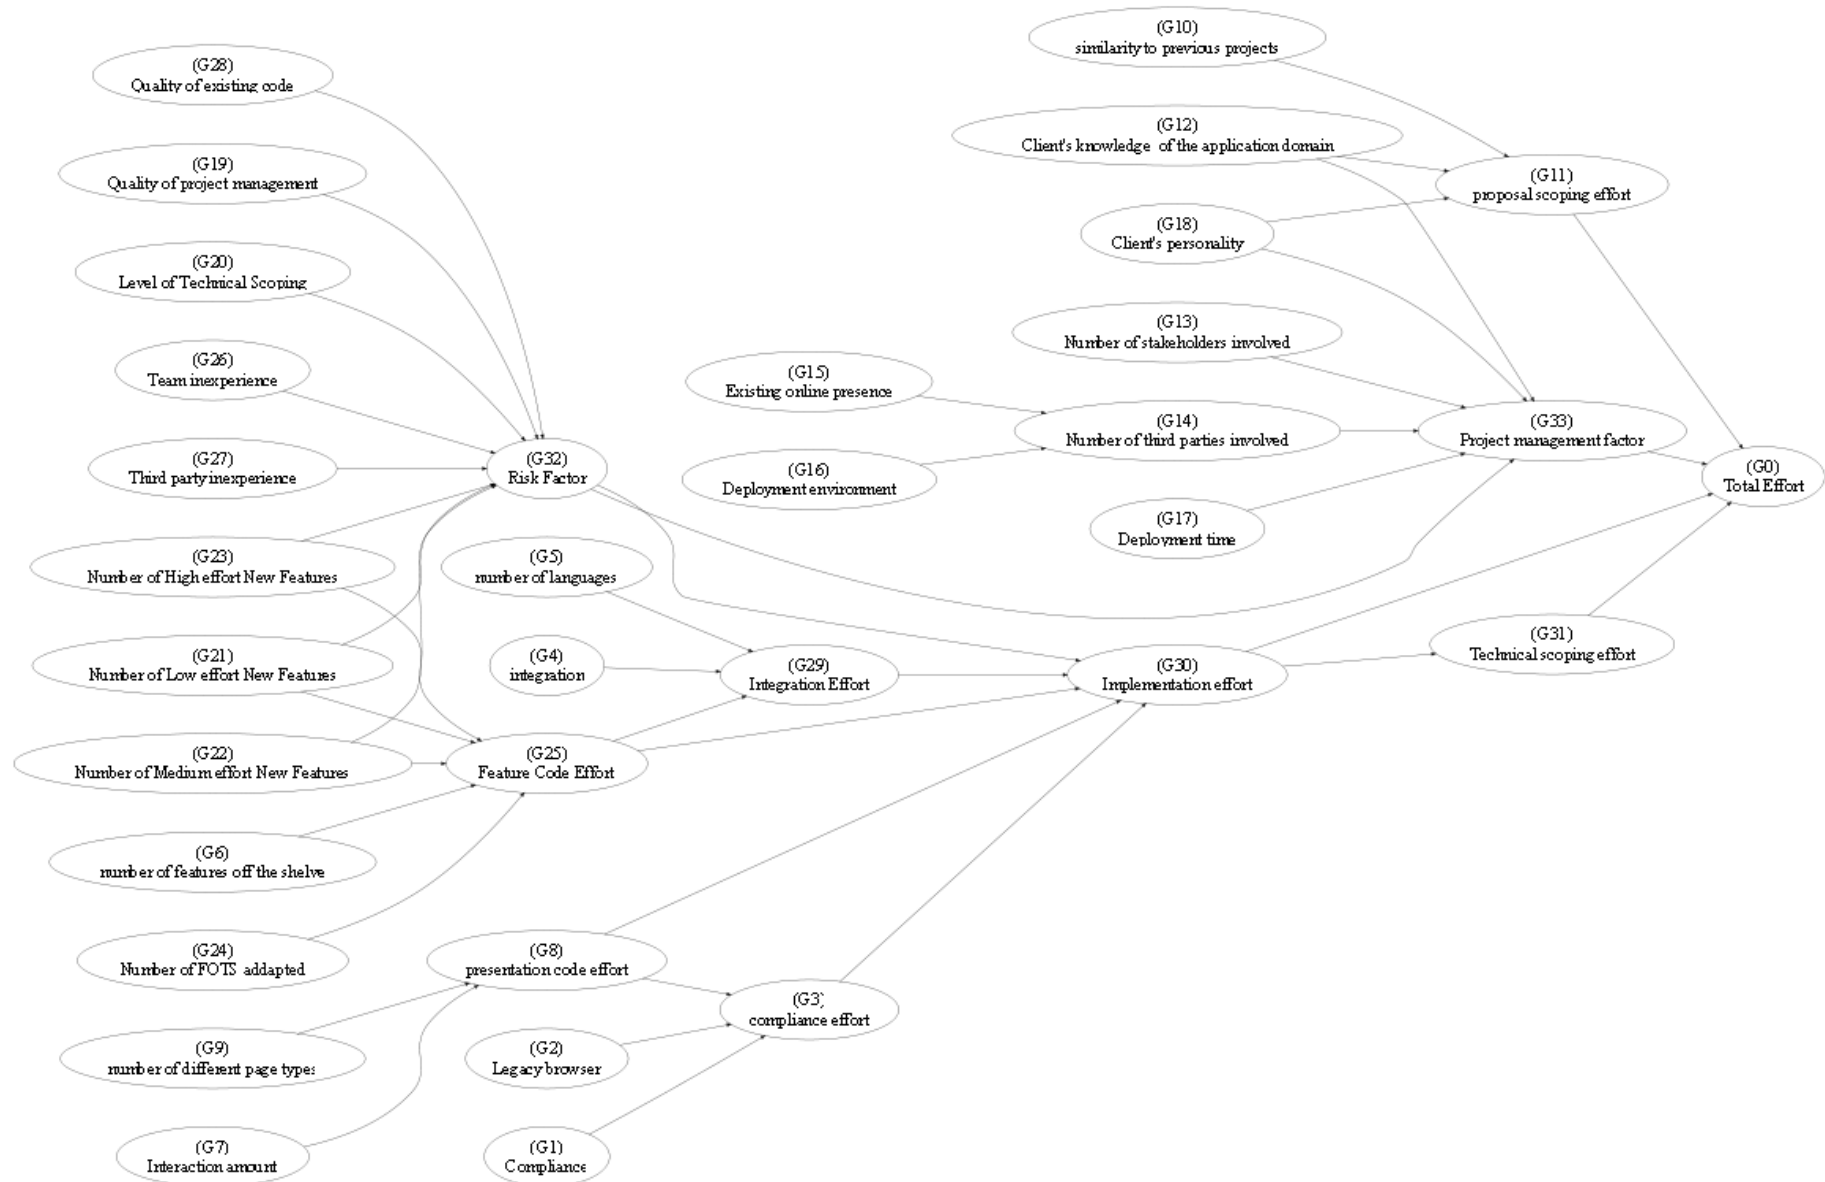 (G10)
similarity to previous projects
(G28)
Quality of existing code
(G12)
Client's knowledge of the application domain
(G19)
Quality of project management
(G11)
proposal scoping effort
(G18)
Client's personality
(G20)
Level of Technical Scoping
(G13)
Number of stakeholders involved
(G26)
Team inexperience
(G15)
Existing online presence
(G14)
Number of third parties involved
(G33)
Project management factor
(G27)
Third party inexperience
(G32)
Risk Factor
(G16)
Deployment environment
(G0)
Total Effort
(G17)
Deployment time
(G23)
Number of High effort New Features
(G5)
number of languages
(G21)
Number of Low effort New Features
(G4)
integration
(G29)
Integration Effort
(G30)
Implementation effort
(G31)
Technical scoping effort
(G22)
Number of Medium effort New Features
(G25)
Feature Code Effort
(G6)
number of features off the shelve
(G24)
Number of FOTS addapted
(G8)
presentation code effort
(G3)
compliance effort
(G9)
number of different page types
(G2)
Legacy browser
(G7)
Interaction amount
(G1)
Compliance